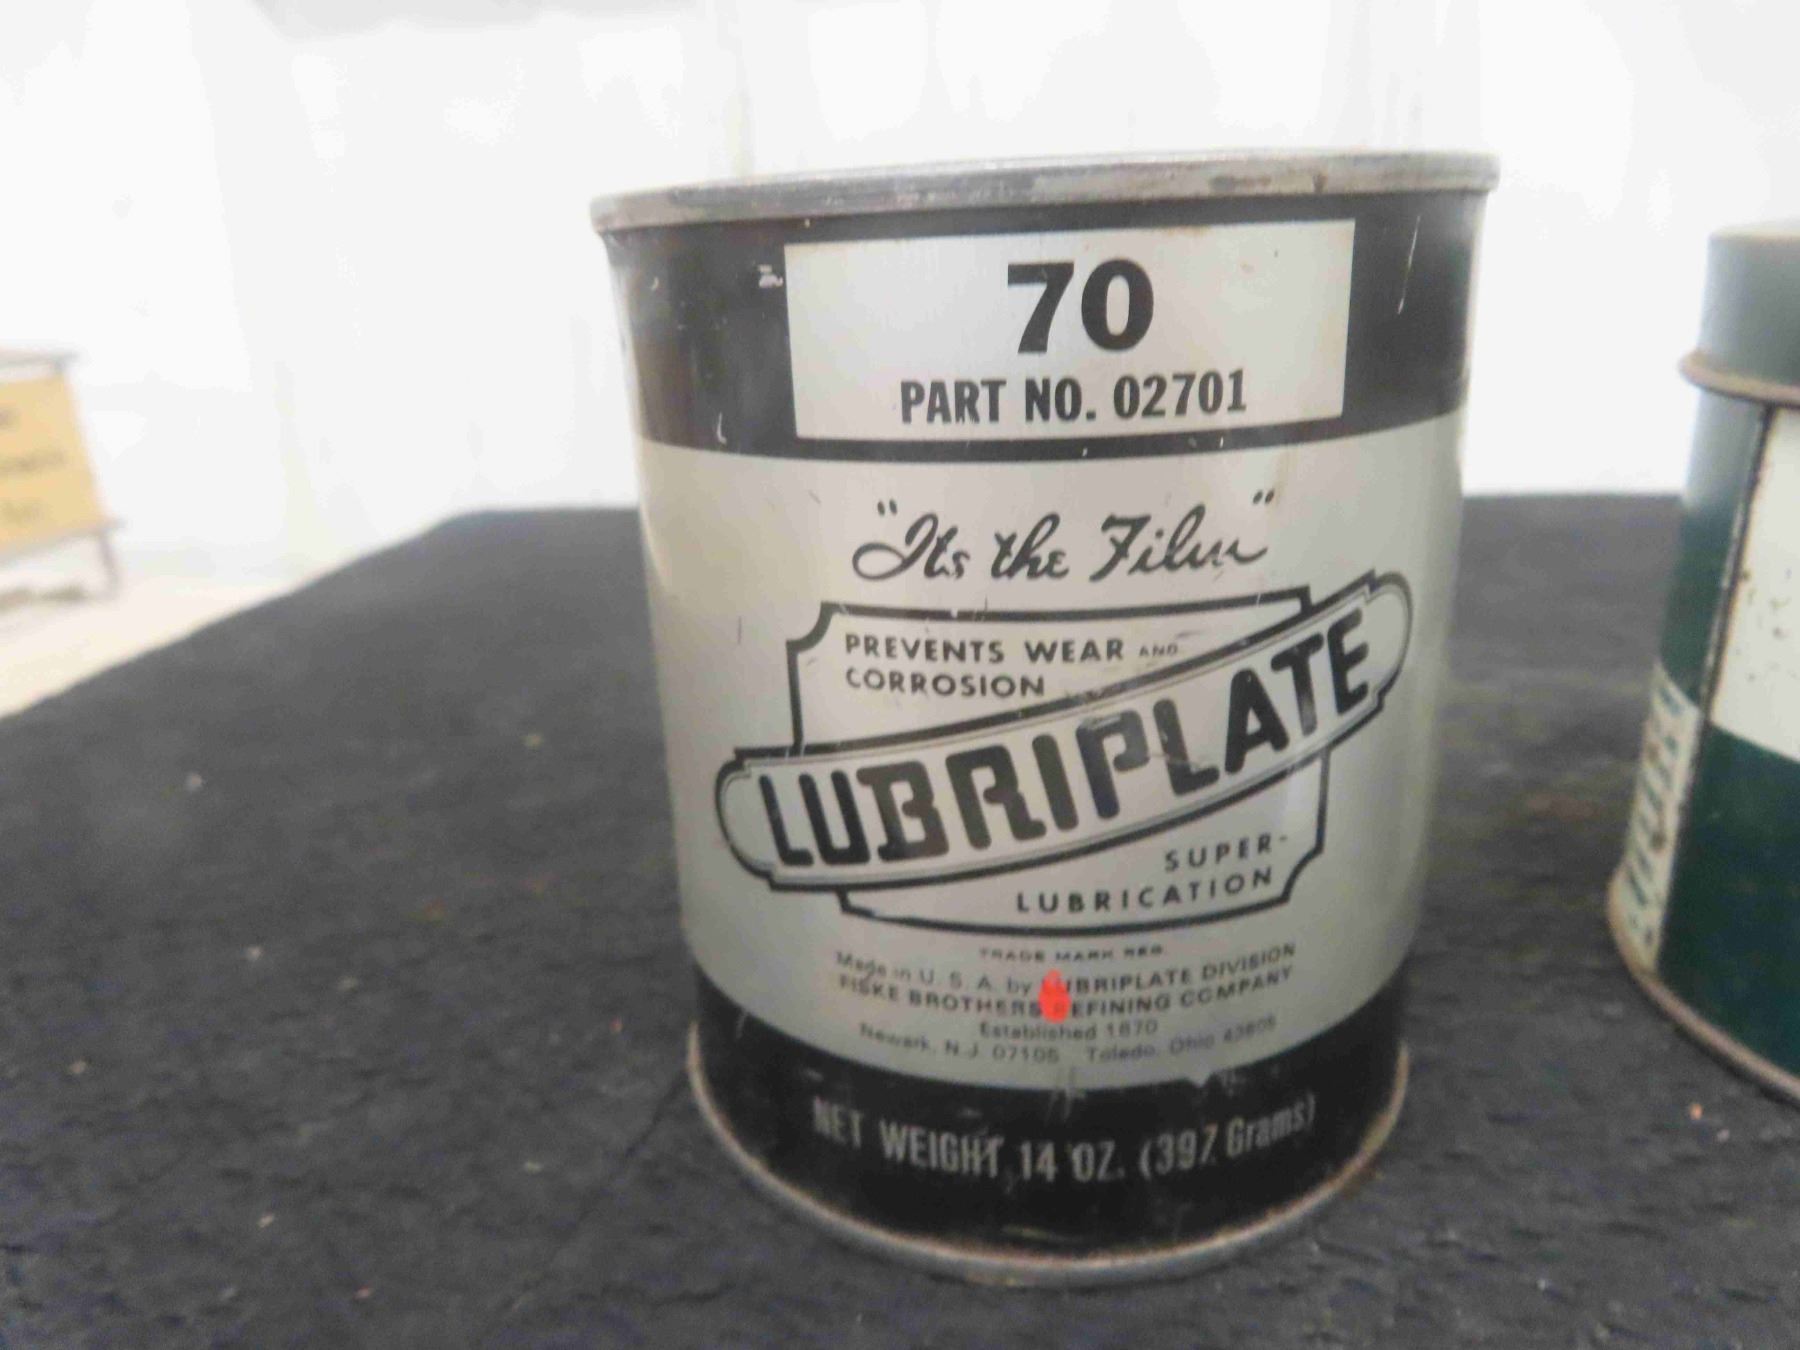 70
PART NO. 02701
"Its the Film"
PREVENTS WEAR AND
CORROSION
LUBRIPLATE
SUPER-
LUBRICATION
TRADE MARK REG.
Made in U. S. A. by LUBRIPLATE DIVISION
FISKE BROTHERS REFINING COMPANY
Established 1870
Newark, N.J. 07105 Toledo, Ohio 43605
NET WEIGHT 14 OZ. (397 Grams)